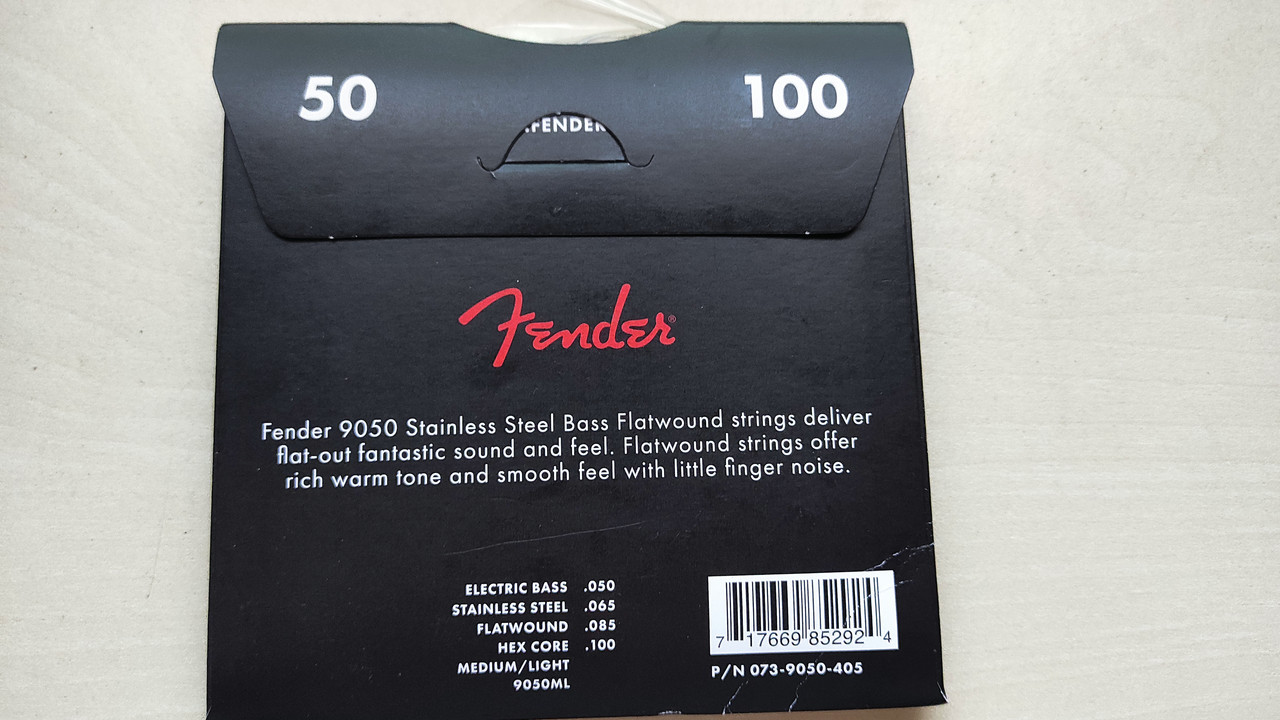 50 100
.FENDER
Fender®
Fender 9050 Stainless Steel Bass Flatwound strings deliver
flat-out fantastic sound and feel. Flatwound strings offer
rich warm tone and smooth feel with little finger noise.
ELECTRIC BASS .050
STAINLESS STEEL .065
FLATWOUND .085
HEX CORE .100
MEDIUM/LIGHT
9050ML
7 17669 85292 4
P/N 073-9050-405